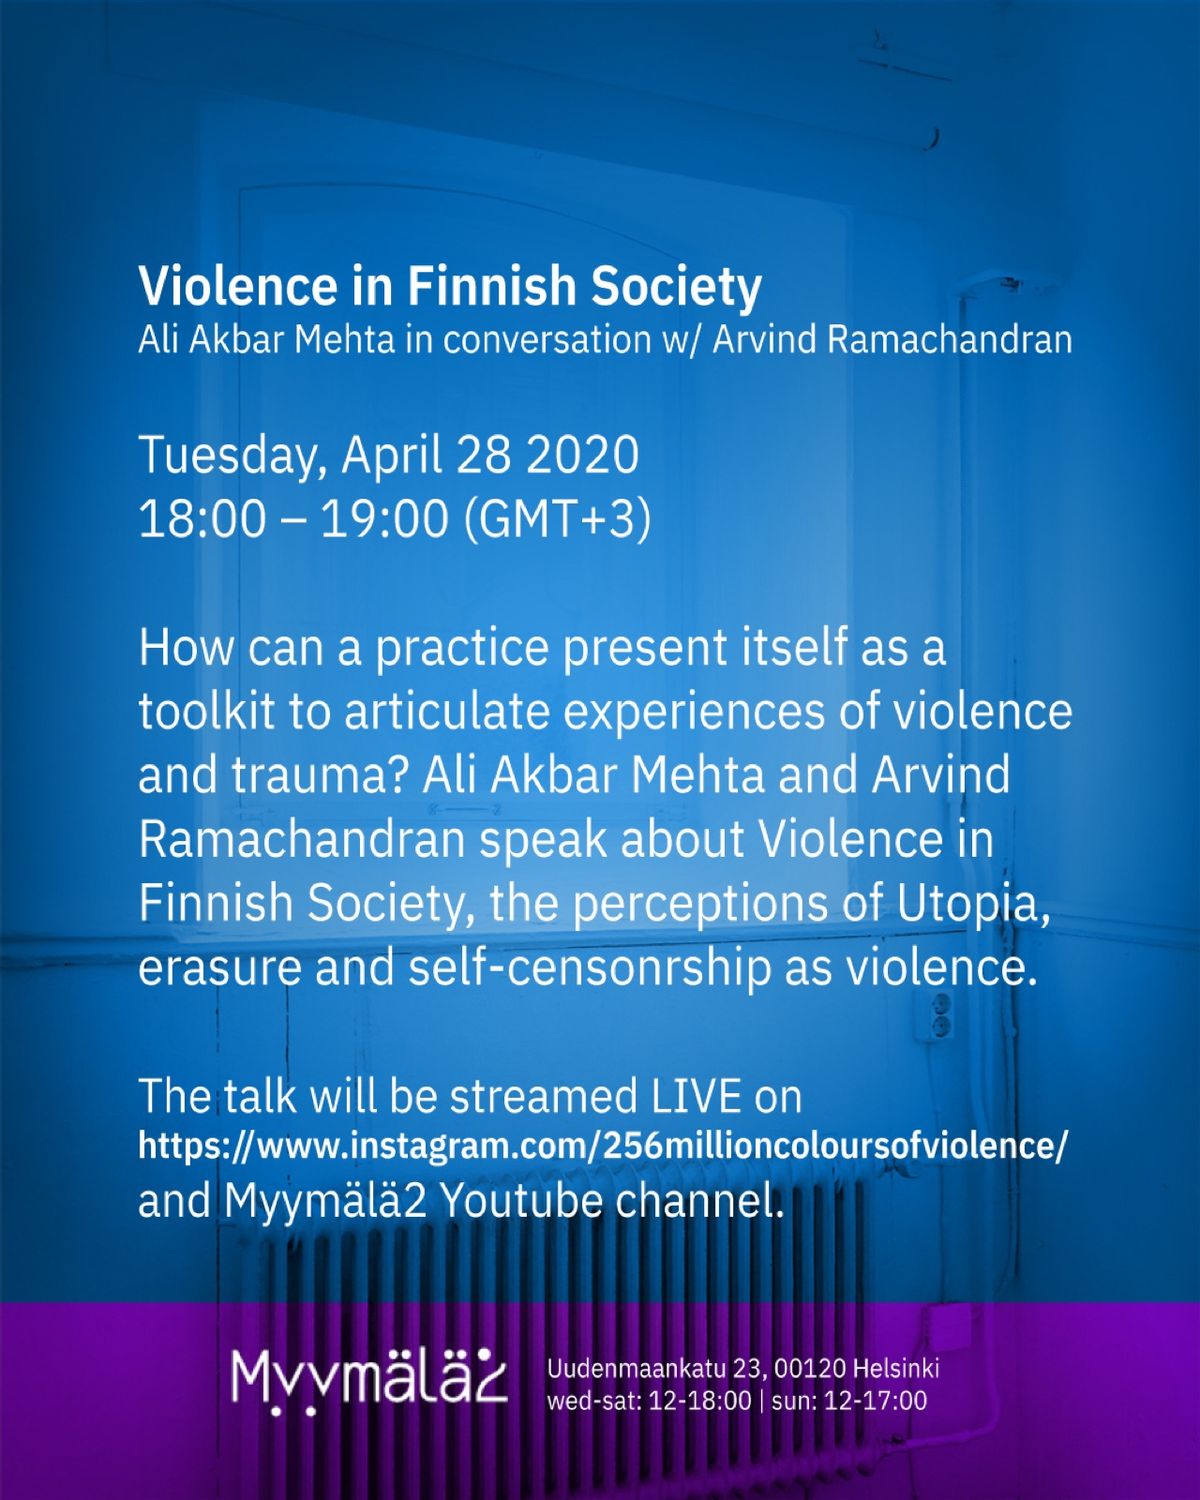 Violence in Finnish Society
Ali Akbar Mehta in conversation w/ Arvind Ramachandran
Tuesday, April 28 2020
18:00 – 19:00 (GMT+3)
How can a practice present itself as a
toolkit to articulate experiences of violence
and trauma? Ali Akbar Mehta and Arvind
Ramachandran speak about Violence in
Finnish Society, the perceptions of Utopia,
erasure and self-censonrship as violence.
The talk will be streamed LIVE on
https://www.instagram.com/256millioncoloursofviolence/
and Myymälä2 Youtube channel.
Myymälä2
Uudenmaankatu 23, 00120 Helsinki
wed-sat: 12-18:00 | sun: 12-17:00